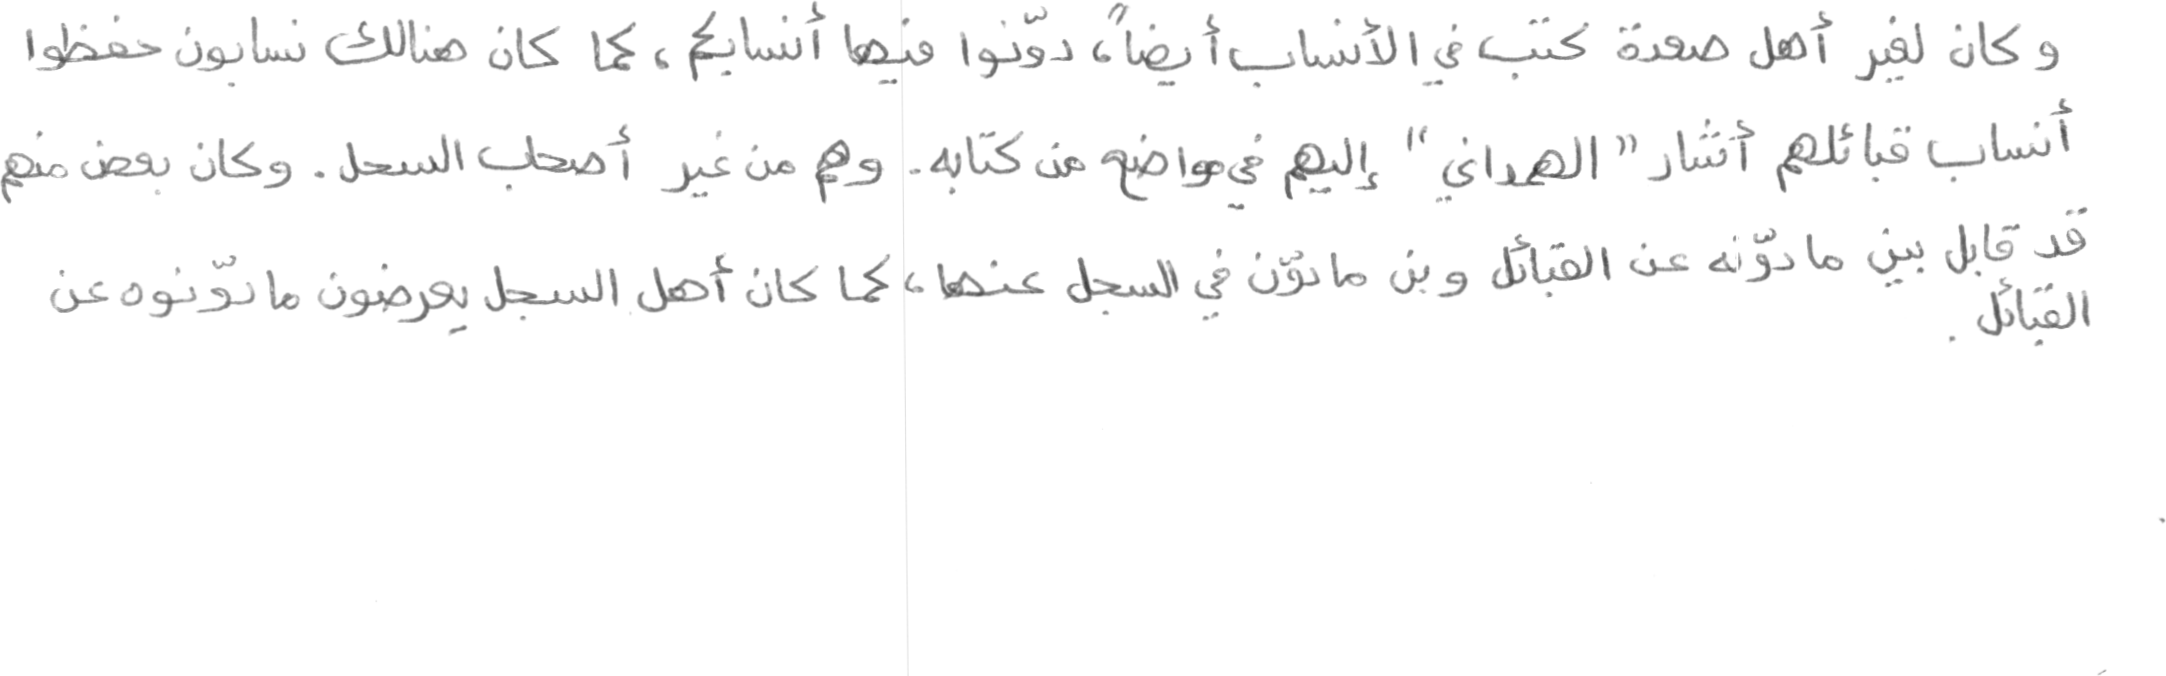 وكان لغير أهل صعدة كتب في الأنساب أيضاً، دوّنوا فيها أنسابهم، كما كان هنالك نسابون حفظوا
أنساب قبائلهم أشار "الهمداني" إليهم في مواضع من كتابه. وهم من غير أصحاب السجل. وكان بعض منهم
قد قابل بين ما دوّنه عن القبائل وبين ما دوّن في السجل عنها، كما كان أهل السجل يعرضون ما دوّنوه عن
القبائل.